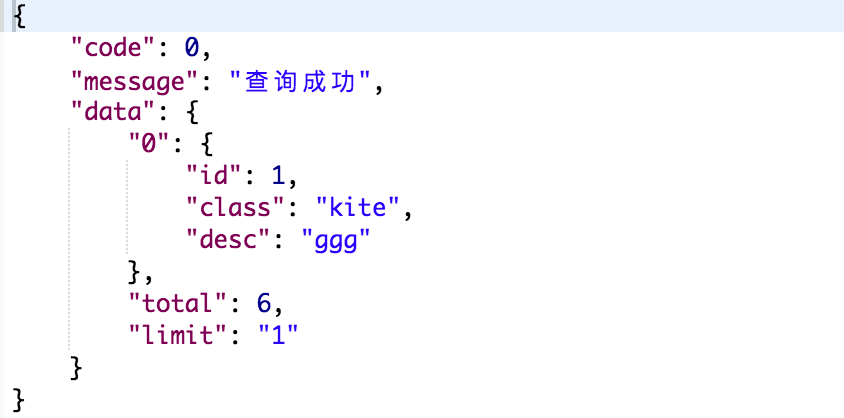 {
"code": 0,
"message": "查询成功",
"data": {
"0": {
"id": 1,
"class": "kite",
"desc": "ggg"
},
"total": 6,
"limit": "1"
}
}